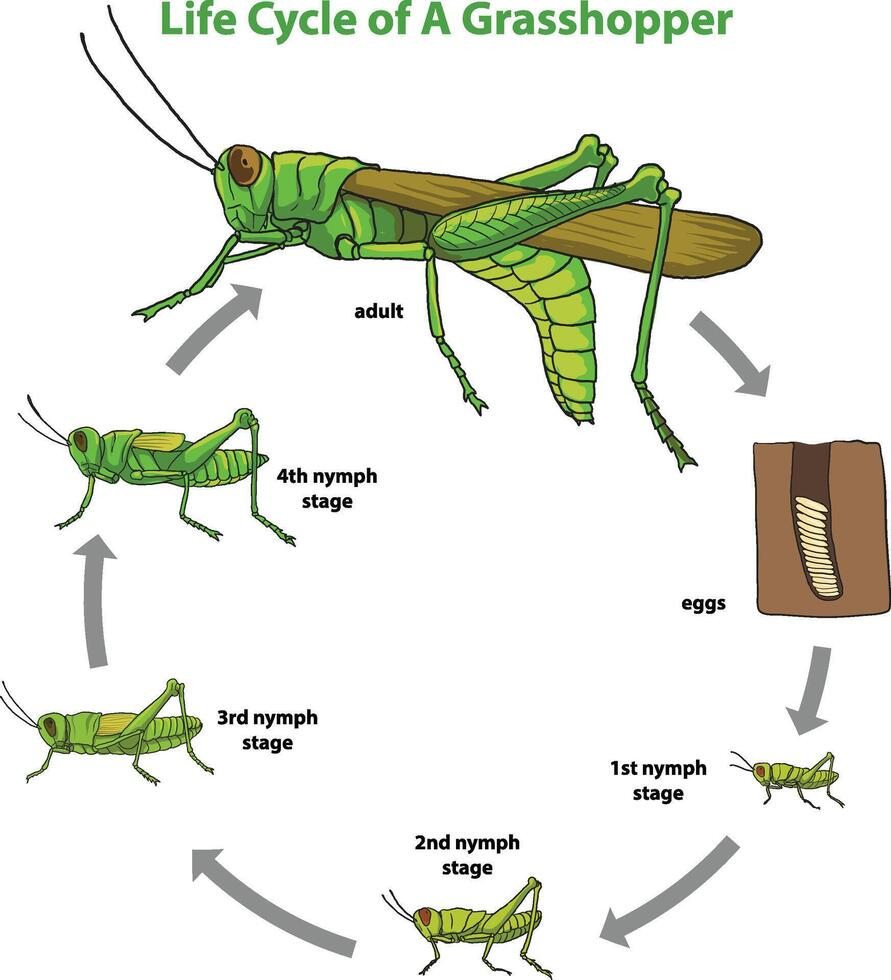 Life Cycle of A Grasshopper
adult
eggs
1st nymph
stage
2nd nymph
stage
3rd nymph
stage
4th nymph
stage